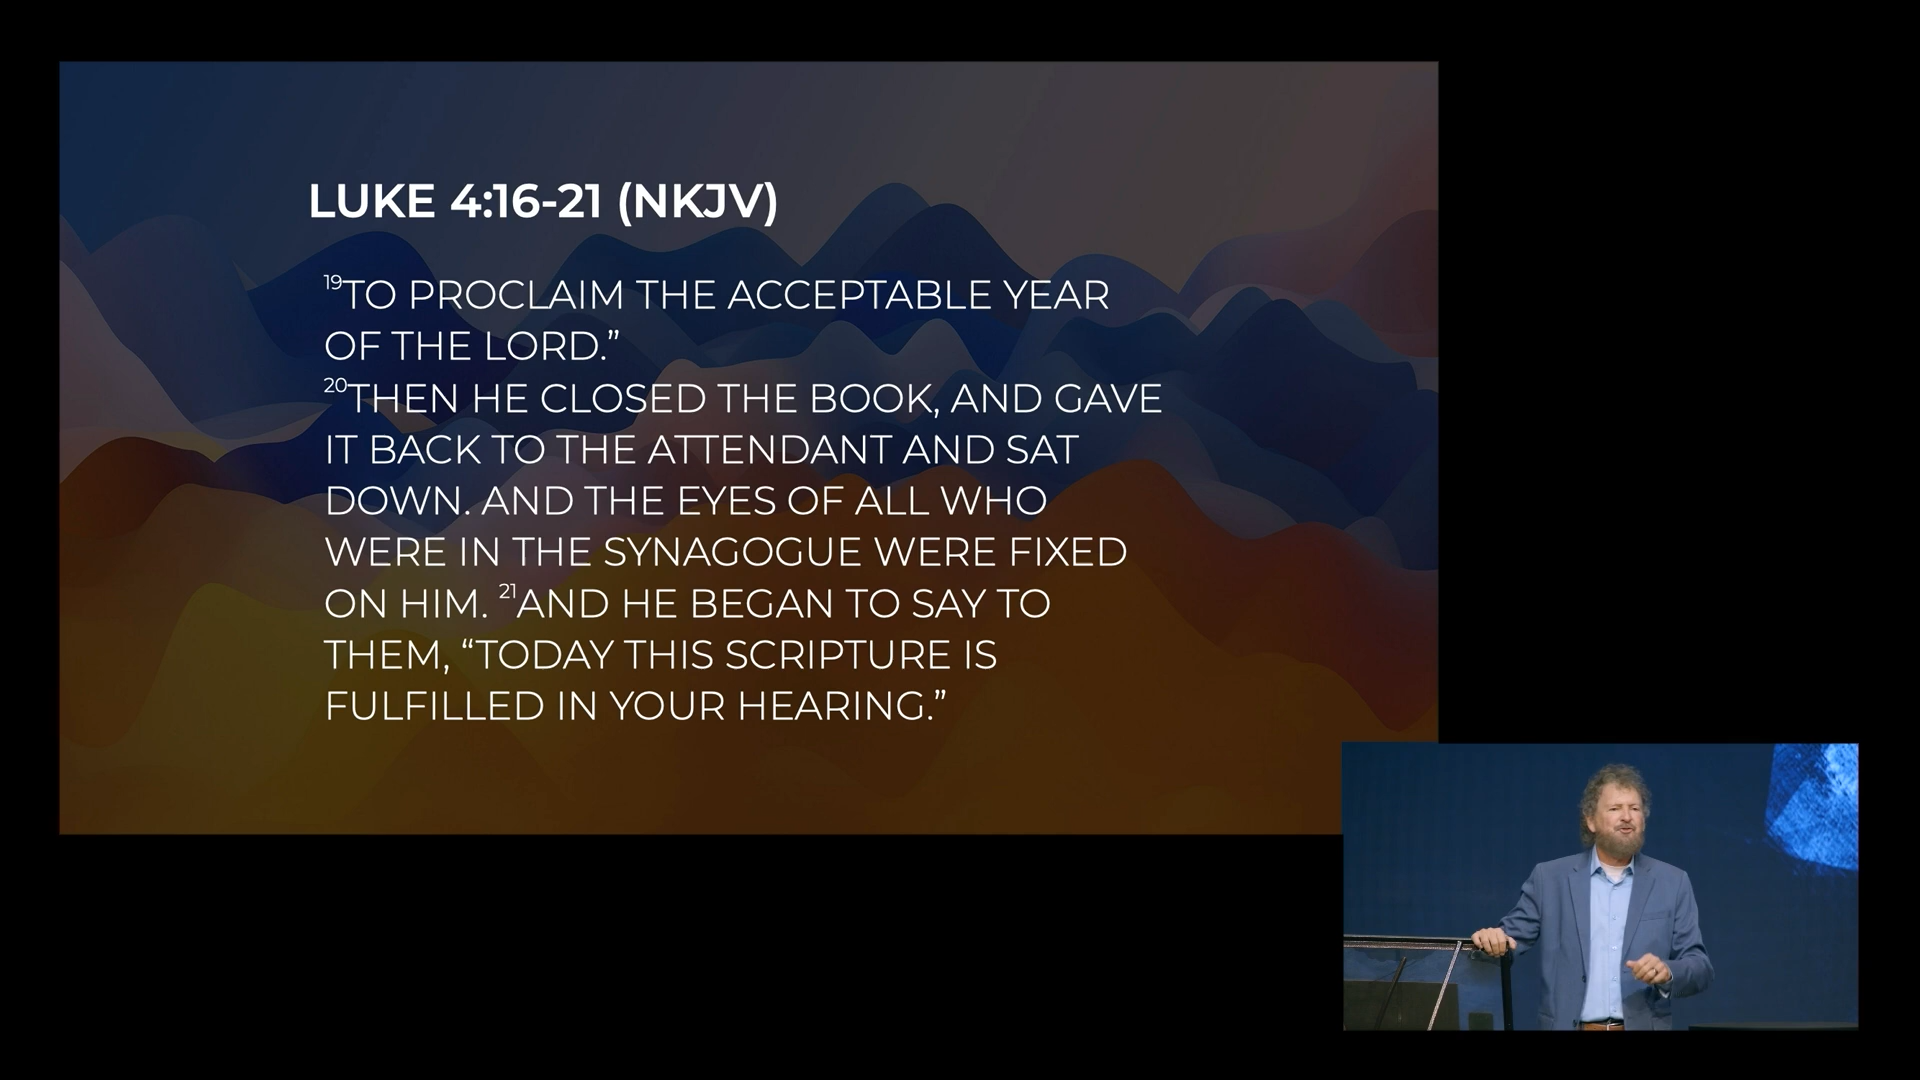 LUKE 4:16-21 (NKJV)
19TO PROCLAIM THE ACCEPTABLE YEAR
OF THE LORD.”
20THEN HE CLOSED THE BOOK, AND GAVE
IT BACK TO THE ATTENDANT AND SAT
DOWN. AND THE EYES OF ALL WHO
WERE IN THE SYNAGOGUE WERE FIXED
ON HIM. 21AND HE BEGAN TO SAY TO
THEM, “TODAY THIS SCRIPTURE IS
FULFILLED IN YOUR HEARING.”